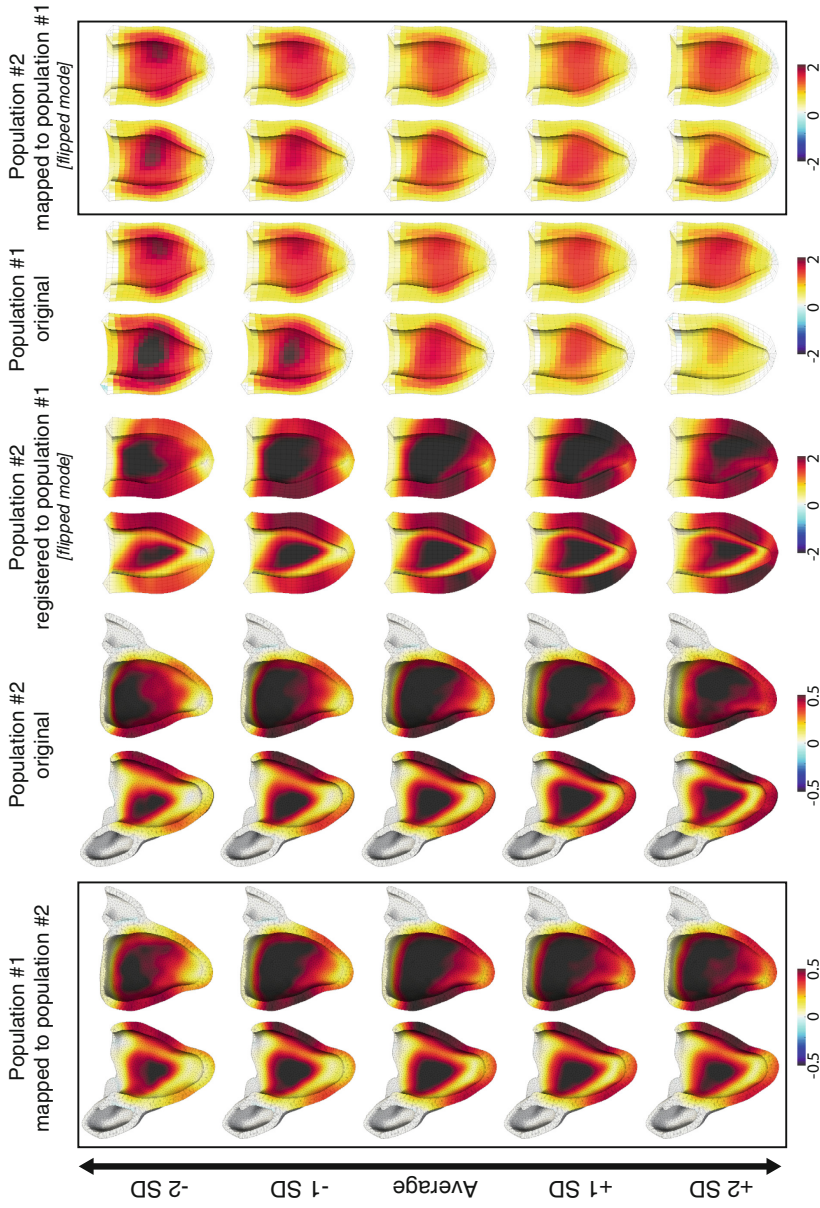 Population #1
mapped to population #2
Population #2
original
Population #2
registered to population #1
[flipped mode]
Population #1
original
Population #2
mapped to population #1
[flipped mode]
-2 SD
-1 SD
Average
+1 SD
+2 SD
-0.5 0 0.5
-0.5 0 0.5
-2 0 2
-2 0 2
-2 0 2